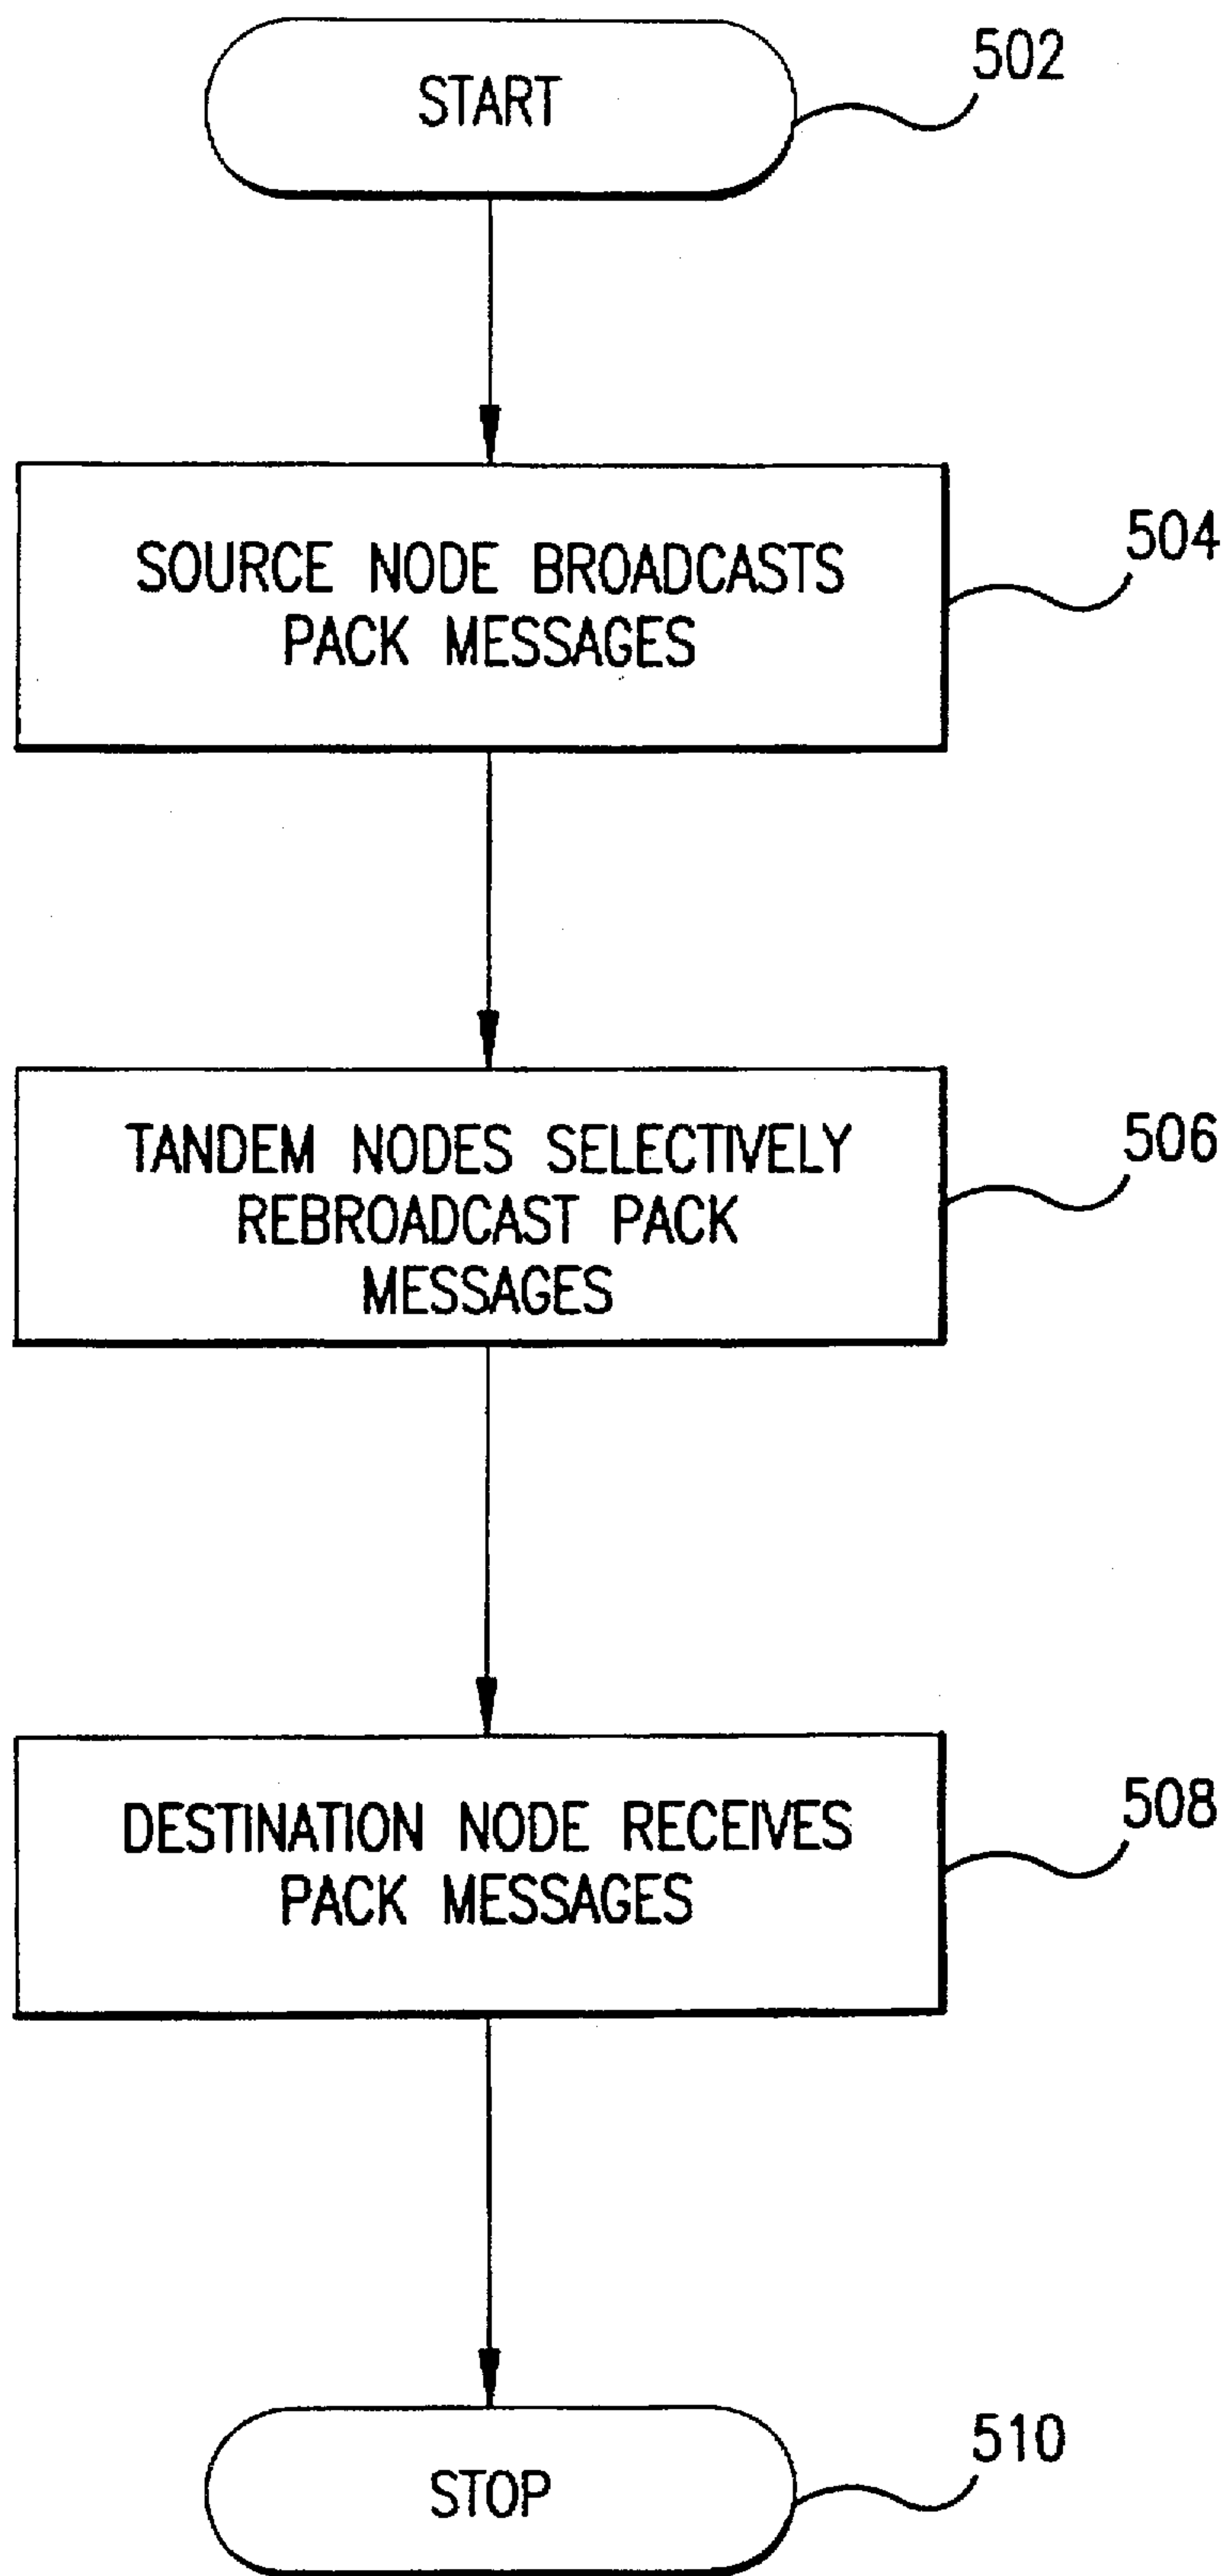 START
502
SOURCE NODE BROADCASTS
PACK MESSAGES
504
TANDEM NODES SELECTIVELY
REBROADCAST PACK
MESSAGES
506
DESTINATION NODE RECEIVES
PACK MESSAGES
508
STOP
510